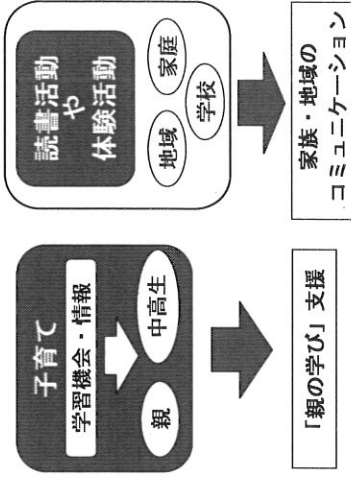 子育て
学習機会・情報
親
中高生
「親の学び」支援
読書活動
や
体験活動
地域
家庭
学校
家族・地域の
コミュニケーション